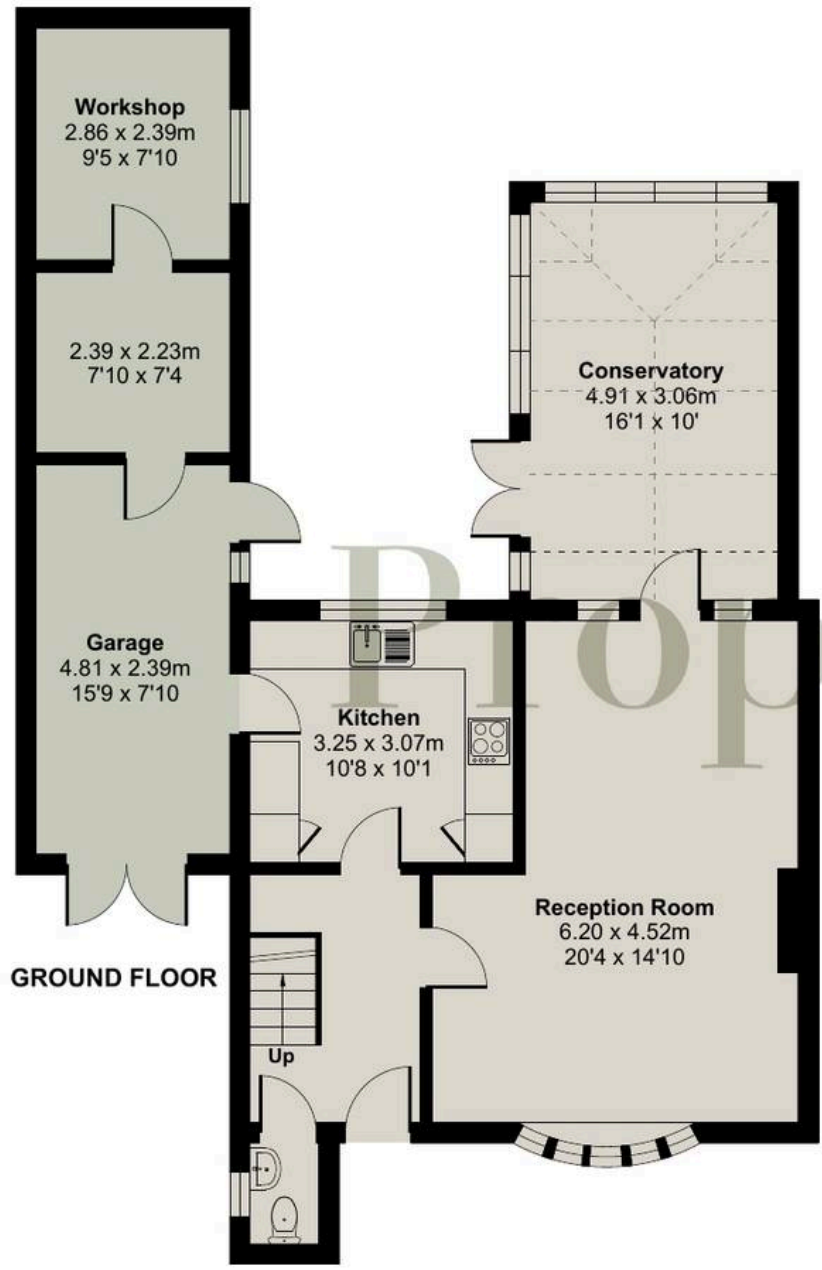 Workshop
2.86 x 2.39m
9'5 x 7'10
2.39 x 2.23m
7'10 x 7'4
Conservatory
4.91 x 3.06m
16'1 x 10'
Garage
4.81 x 2.39m
15'9 x 7'10
Kitchen
3.25 x 3.07m
10'8 x 10'1
Prop
Reception Room
6.20 x 4.52m
20'4 x 14'10
GROUND FLOOR
Up